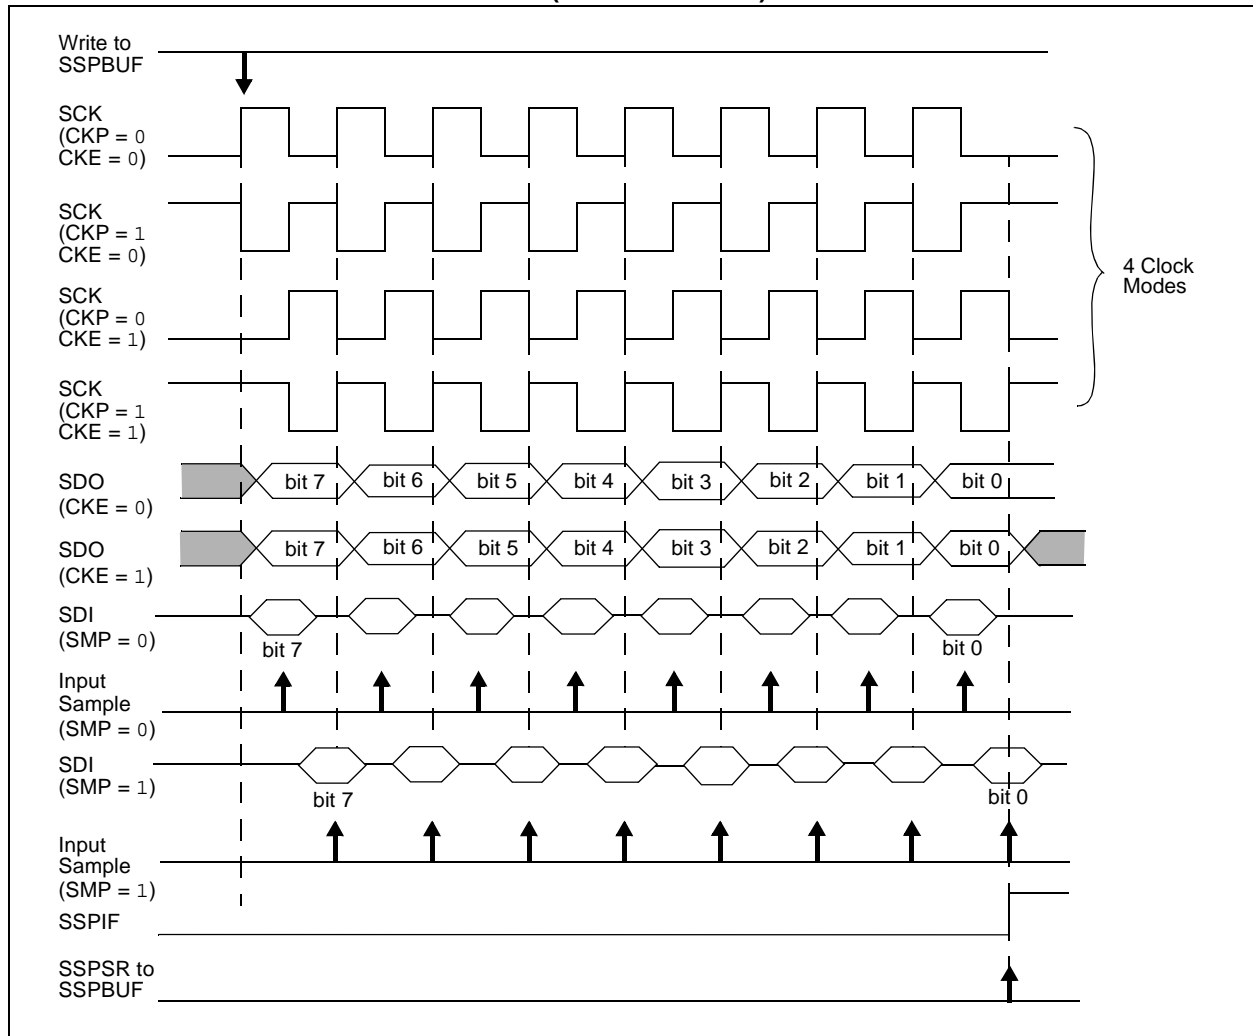 Write to
SSPBUF
SCK
(CKP = 0
CKE = 0)
SCK
(CKP = 1
CKE = 0)
SCK
(CKP = 0
CKE = 1)
SCK
(CKP = 1
CKE = 1)
4 Clock
Modes
SDO
(CKE = 0)
bit 7 bit 6 bit 5 bit 4 bit 3 bit 2 bit 1 bit 0
SDO
(CKE = 1)
bit 7 bit 6 bit 5 bit 4 bit 3 bit 2 bit 1 bit 0
SDI
(SMP = 0)
bit 7 bit 0
Input
Sample
(SMP = 0)
SDI
(SMP = 1)
bit 7 bit 0
Input
Sample
(SMP = 1)
SSPIF
SSPSR to
SSPBUF